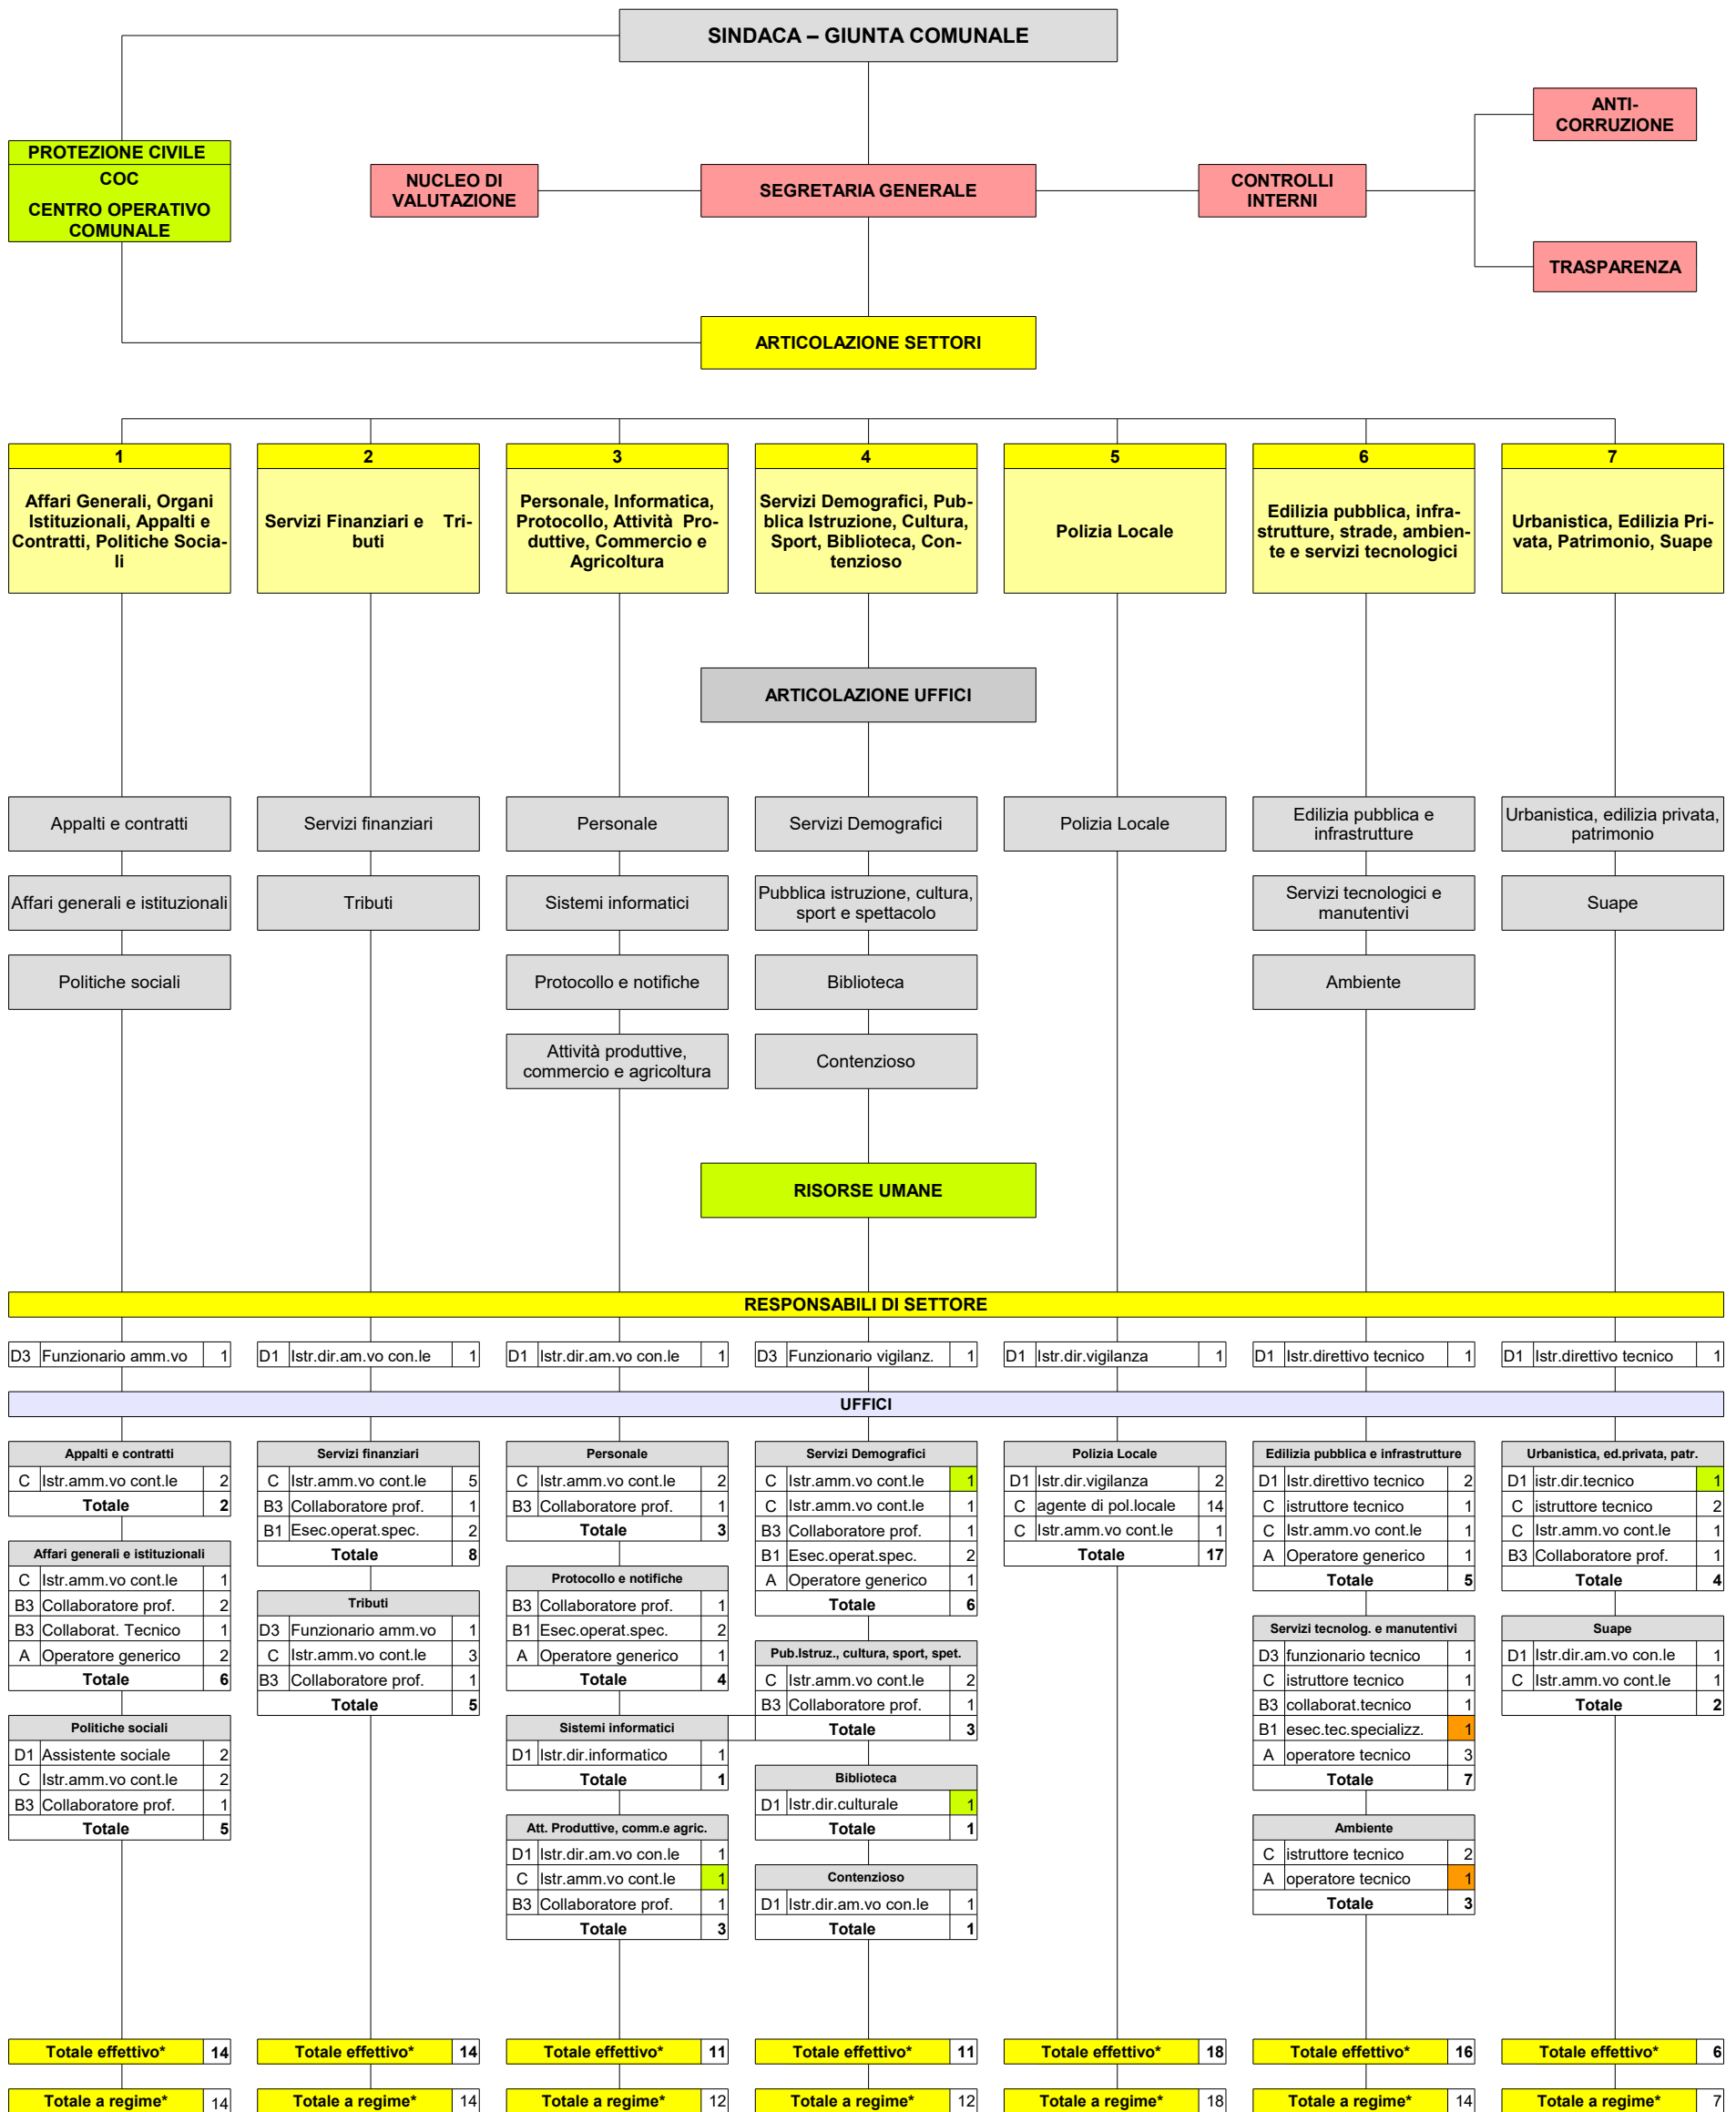 SINDACA – GIUNTA COMUNALE
ANTI-
CORRUZIONE
PROTEZIONE CIVILE
COC
CENTRO OPERATIVO
COMUNALE
NUCLEO DI
VALUTAZIONE
SEGRETARIA GENERALE
CONTROLLI
INTERNI
TRASPARENZA
ARTICOLAZIONE SETTORI
1
Affari Generali, Organi
Istituzionali, Appalti e
Contratti, Politiche Socia-
li
2
Servizi Finanziari e Tri-
buti
3
Personale, Informatica,
Protocollo, Attività Pro-
duttive, Commercio e
Agricoltura
4
Servizi Demografici, Pub-
blica Istruzione, Cultura,
Sport, Biblioteca, Con-
tenzioso
5
Polizia Locale
6
Edilizia pubblica, infra-
strutture, strade, ambien-
te e servizi tecnologici
7
Urbanistica, Edilizia Pri-
vata, Patrimonio, Suape
ARTICOLAZIONE UFFICI
Appalti e contratti
Affari generali e istituzionali
Politiche sociali
Servizi finanziari
Tributi
Personale
Sistemi informatici
Protocollo e notifiche
Attività produttive,
commercio e agricoltura
Servizi Demografici
Pubblica istruzione, cultura,
sport e spettacolo
Biblioteca
Contenzioso
Polizia Locale
Edilizia pubblica e
infrastrutture
Servizi tecnologici e
manutentivi
Ambiente
Urbanistica, edilizia privata,
patrimonio
Suape
RISORSE UMANE
RESPONSABILI DI SETTORE
D3 Funzionario amm.vo 1
D1 Istr.dir.am.vo con.le 1
D1 Istr.dir.am.vo con.le 1
D3 Funzionario vigilanz. 1
D1 Istr.dir.vigilanza 1
D1 Istr.direttivo tecnico 1
D1 Istr.direttivo tecnico 1
UFFICI
Appalti e contratti
C Istr.amm.vo cont.le 2
Totale 2
Affari generali e istituzionali
C Istr.amm.vo cont.le 1
B3 Collaboratore prof. 2
B3 Collaborat. Tecnico 1
A Operatore generico 2
Totale 6
Politiche sociali
D1 Assistente sociale 2
C Istr.amm.vo cont.le 2
B3 Collaboratore prof. 1
Totale 5
Servizi finanziari
C Istr.amm.vo cont.le 5
B3 Collaboratore prof. 1
B1 Esec.operat.spec. 2
Totale 8
Tributi
D3 Funzionario amm.vo 1
C Istr.amm.vo cont.le 3
B3 Collaboratore prof. 1
Totale 5
Personale
C Istr.amm.vo cont.le 2
B3 Collaboratore prof. 1
Totale 3
Protocollo e notifiche
B3 Collaboratore prof. 1
B1 Esec.operat.spec. 2
A Operatore generico 1
Totale 4
Sistemi informatici
D1 Istr.dir.informatico 1
Totale 1
Att. Produttive, comm.e agric.
D1 Istr.dir.am.vo con.le 1
C Istr.amm.vo cont.le 1
B3 Collaboratore prof. 1
Totale 3
Servizi Demografici
C Istr.amm.vo cont.le 1
C Istr.amm.vo cont.le 1
B3 Collaboratore prof. 1
B1 Esec.operat.spec. 2
A Operatore generico 1
Totale 6
Pub.Istruz., cultura, sport, spet.
C Istr.amm.vo cont.le 2
B3 Collaboratore prof. 1
Totale 3
Biblioteca
D1 Istr.dir.culturale 1
Totale 1
Contenzioso
D1 Istr.dir.am.vo con.le 1
Totale 1
Polizia Locale
D1 Istr.dir.vigilanza 2
C agente di pol.locale 14
C Istr.amm.vo cont.le 1
Totale 17
Edilizia pubblica e infrastrutture
D1 Istr.direttivo tecnico 2
C istruttore tecnico 1
C Istr.amm.vo cont.le 1
A Operatore generico 1
Totale 5
Servizi tecnolog. e manutentivi
D3 funzionario tecnico 1
C istruttore tecnico 1
B3 collaborat.tecnico 1
B1 esec.tec.specializz. 1
A operatore tecnico 3
Totale 7
Ambiente
C istruttore tecnico 2
A operatore tecnico 1
Totale 3
Urbanistica, ed.privata, patr.
D1 istr.dir.tecnico 1
C istruttore tecnico 2
C Istr.amm.vo cont.le 1
B3 Collaboratore prof. 1
Totale 4
Suape
D1 Istr.dir.am.vo con.le 1
C Istr.amm.vo cont.le 1
Totale 2
Totale effettivo* 14
Totale effettivo* 14
Totale effettivo* 11
Totale effettivo* 11
Totale effettivo* 18
Totale effettivo* 16
Totale effettivo* 6
Totale a regime* 14
Totale a regime* 14
Totale a regime* 12
Totale a regime* 12
Totale a regime* 18
Totale a regime* 14
Totale a regime* 7